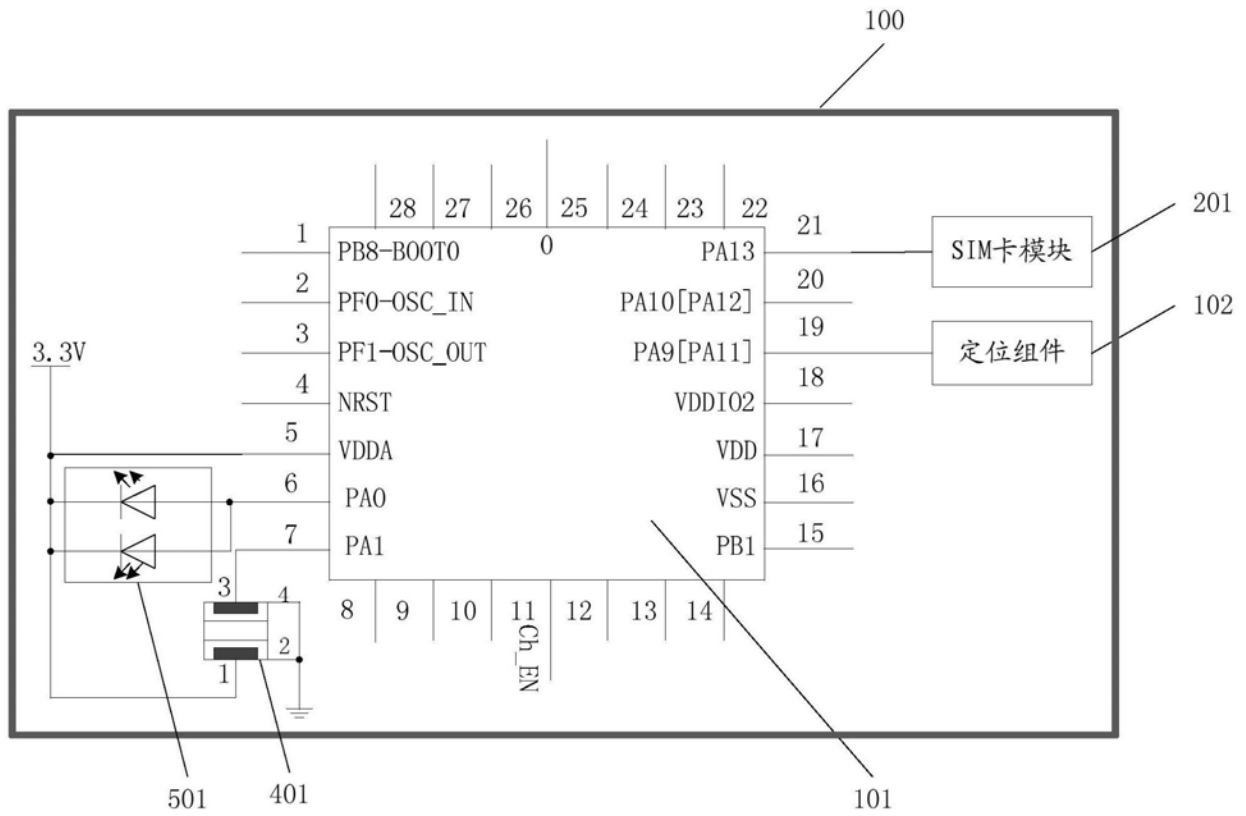 100
28 27 26 25 24 23 22
0
1 PB8-BOOT0 PA13 21 SIM卡模块 201
2 PF0-OSC_IN PA10[PA12] 20
3 PF1-OSC_OUT PA9[PA11] 19 定位组件 102
3.3V
4 NRST VDDIO2 18
5 VDDA VDD 17
6 PA0 VSS 16
7 PA1 PB1 15
3 4
8 9 10 11 12 13 14
Ch_EN
1 2
501 401 101